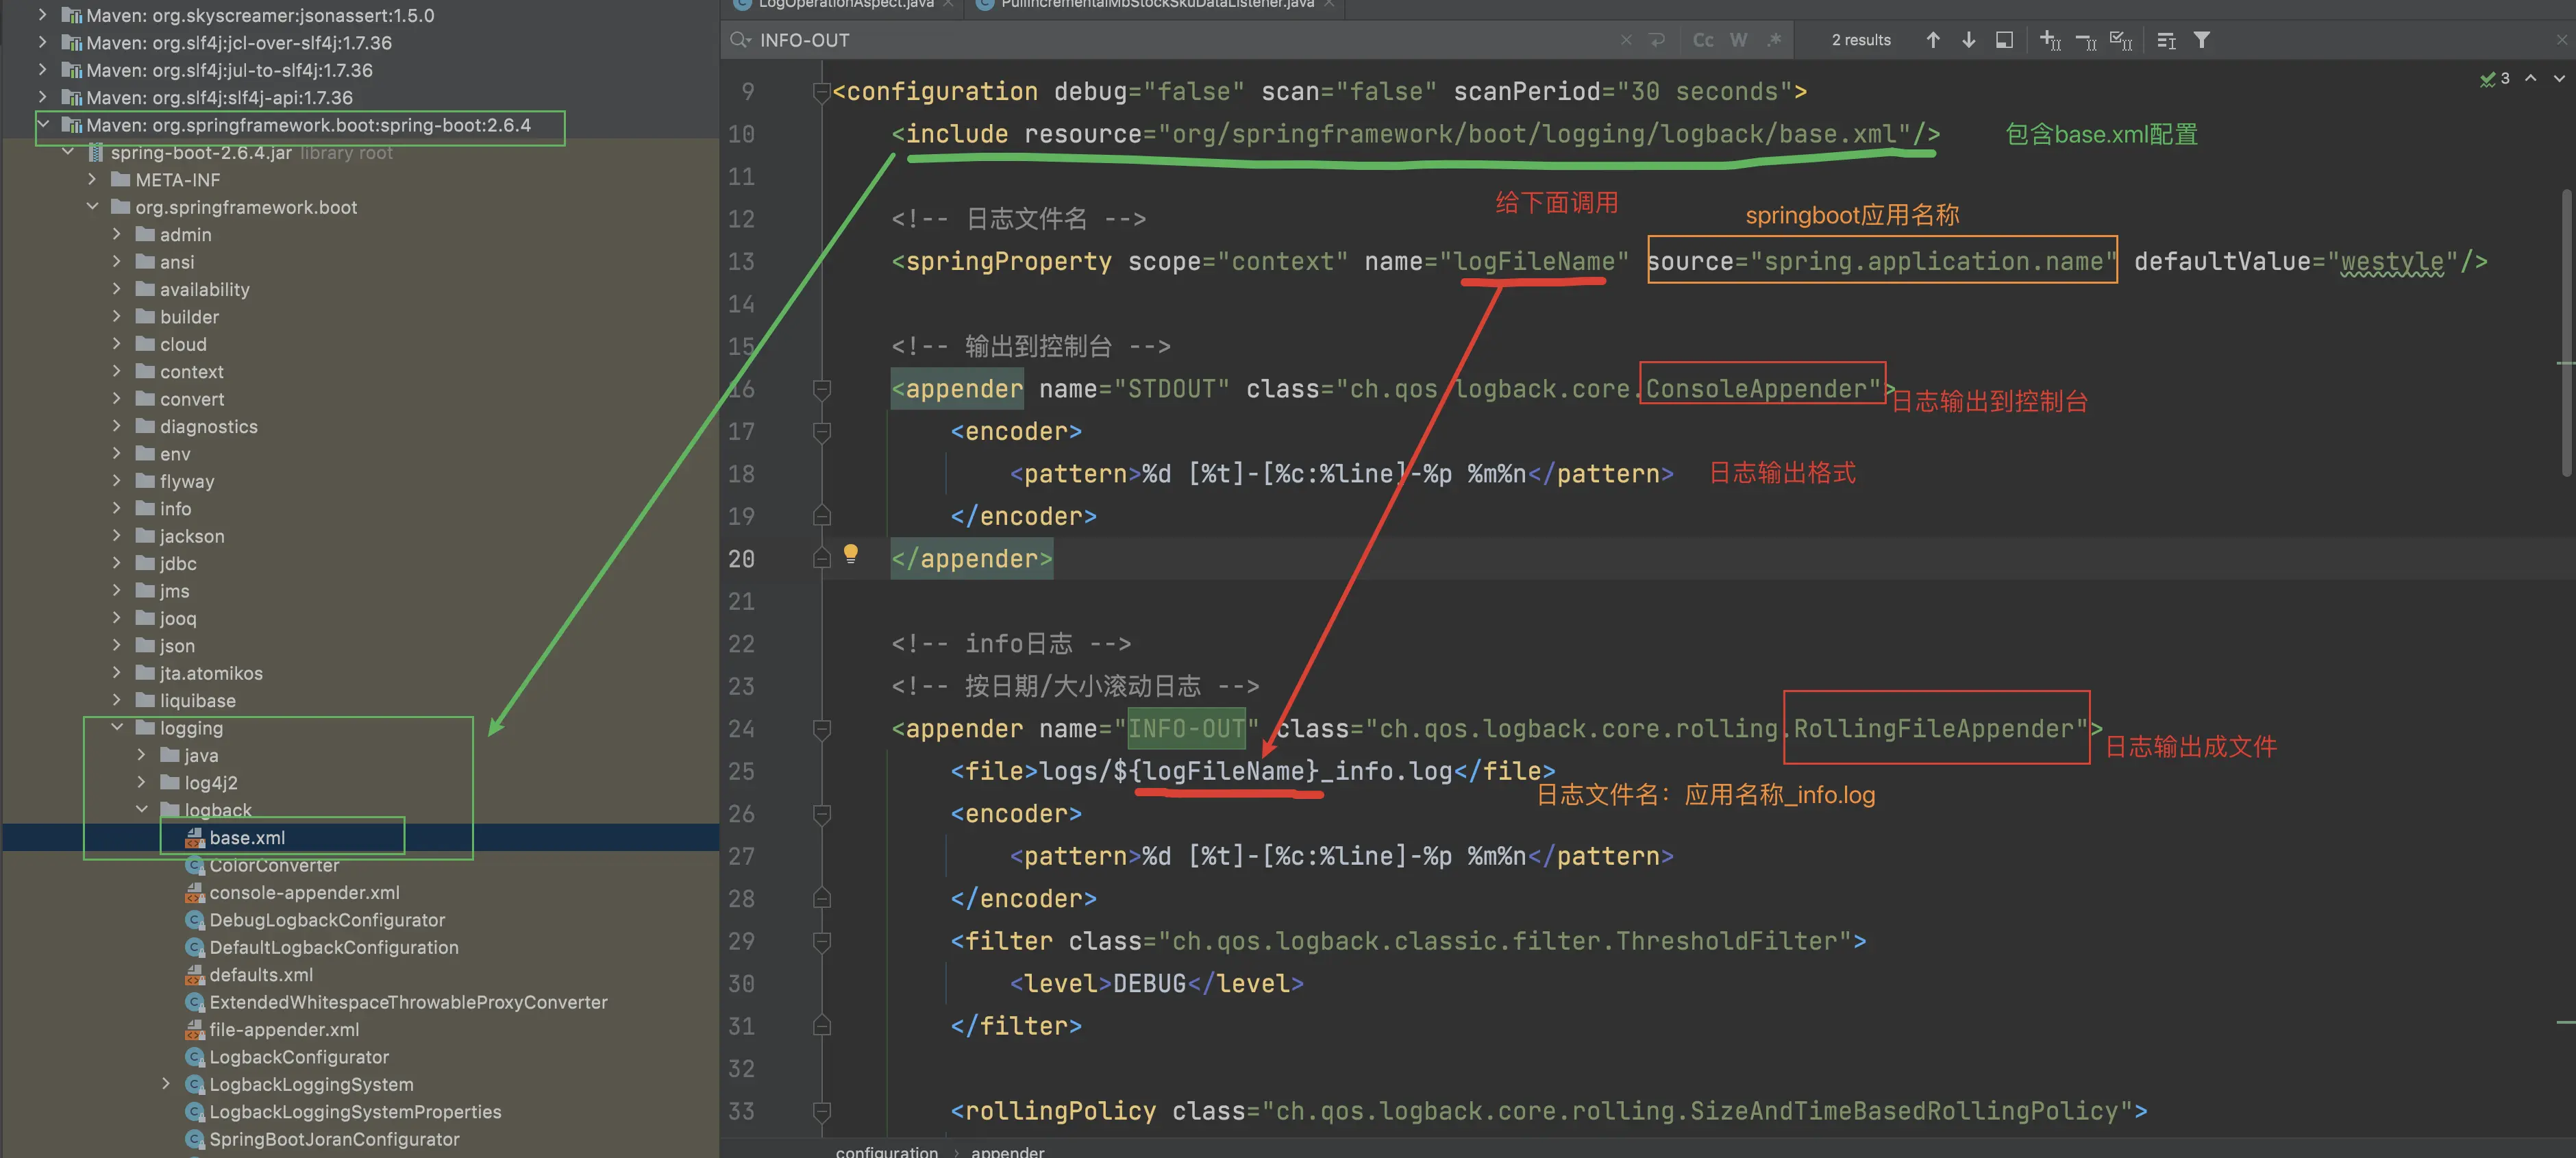 Maven: org.skyscreamer:jsonassert:1.5.0
Maven: org.slf4j:jcl-over-slf4j:1.7.36
Maven: org.slf4j:jul-to-slf4j:1.7.36
Maven: org.slf4j:slf4j-api:1.7.36
Maven: org.springframework.boot:spring-boot:2.6.4
spring-boot-2.6.4.jar library root
META-INF
org.springframework.boot
admin
ansi
availability
builder
cloud
context
convert
diagnostics
env
flyway
info
jackson
jdbc
jms
jooq
json
jta.atomikos
liquibase
logging
java
log4j2
logback
base.xml
ColorConverter
console-appender.xml
DebugLogbackConfigurator
DefaultLogbackConfiguration
defaults.xml
ExtendedWhitespaceThrowableProxyConverter
file-appender.xml
LogbackConfigurator
LogbackLoggingSystem
LogbackLoggingSystemProperties
SpringBootJoranConfigurator
LogOperationAspect.java PullIncrementalMbStockSkuDataListener.java
INFO-OUT Cc W .* 2 results
3
9 <configuration debug="false" scan="false" scanPeriod="30 seconds">
10 <include resource="org/springframework/boot/logging/logback/base.xml"/> 包含base.xml配置
11
给下面调用
springboot应用名称
12 <!-- 日志文件名 -->
13 <springProperty scope="context" name="logFileName" source="spring.application.name" defaultValue="westyle"/>
14
15 <!-- 输出到控制台 -->
16 <appender name="STDOUT" class="ch.qos.logback.core.ConsoleAppender"> 日志输出到控制台
17 <encoder>
18 <pattern>%d [%t]-[%c:%line]-%p %m%n</pattern> 日志输出格式
19 </encoder>
20 </appender>
21
22 <!-- info日志 -->
23 <!-- 按日期/大小滚动日志 -->
24 <appender name="INFO-OUT" class="ch.qos.logback.core.rolling.RollingFileAppender"> 日志输出成文件
25 <file>logs/${logFileName}_info.log</file>
日志文件名：应用名称_info.log
26 <encoder>
27 <pattern>%d [%t]-[%c:%line]-%p %m%n</pattern>
28 </encoder>
29 <filter class="ch.qos.logback.classic.filter.ThresholdFilter">
30 <level>DEBUG</level>
31 </filter>
32
33 <rollingPolicy class="ch.qos.logback.core.rolling.SizeAndTimeBasedRollingPolicy">
configuration › appender